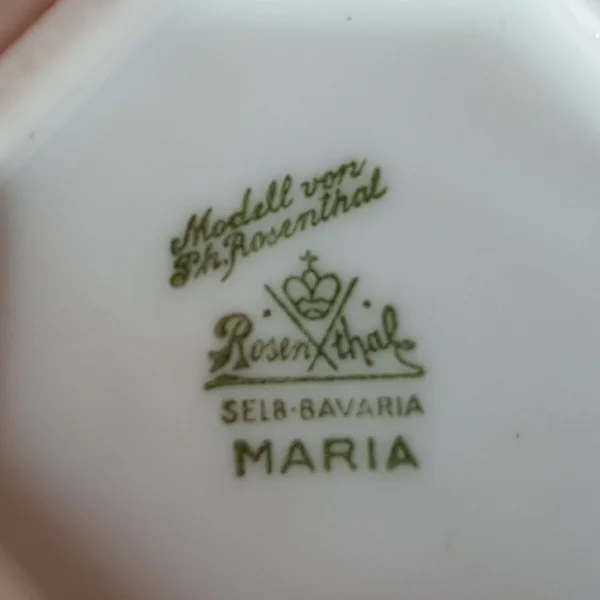 Modell von
Ph. Rosenthal
Rosenthal
SELB-BAVARIA
MARIA